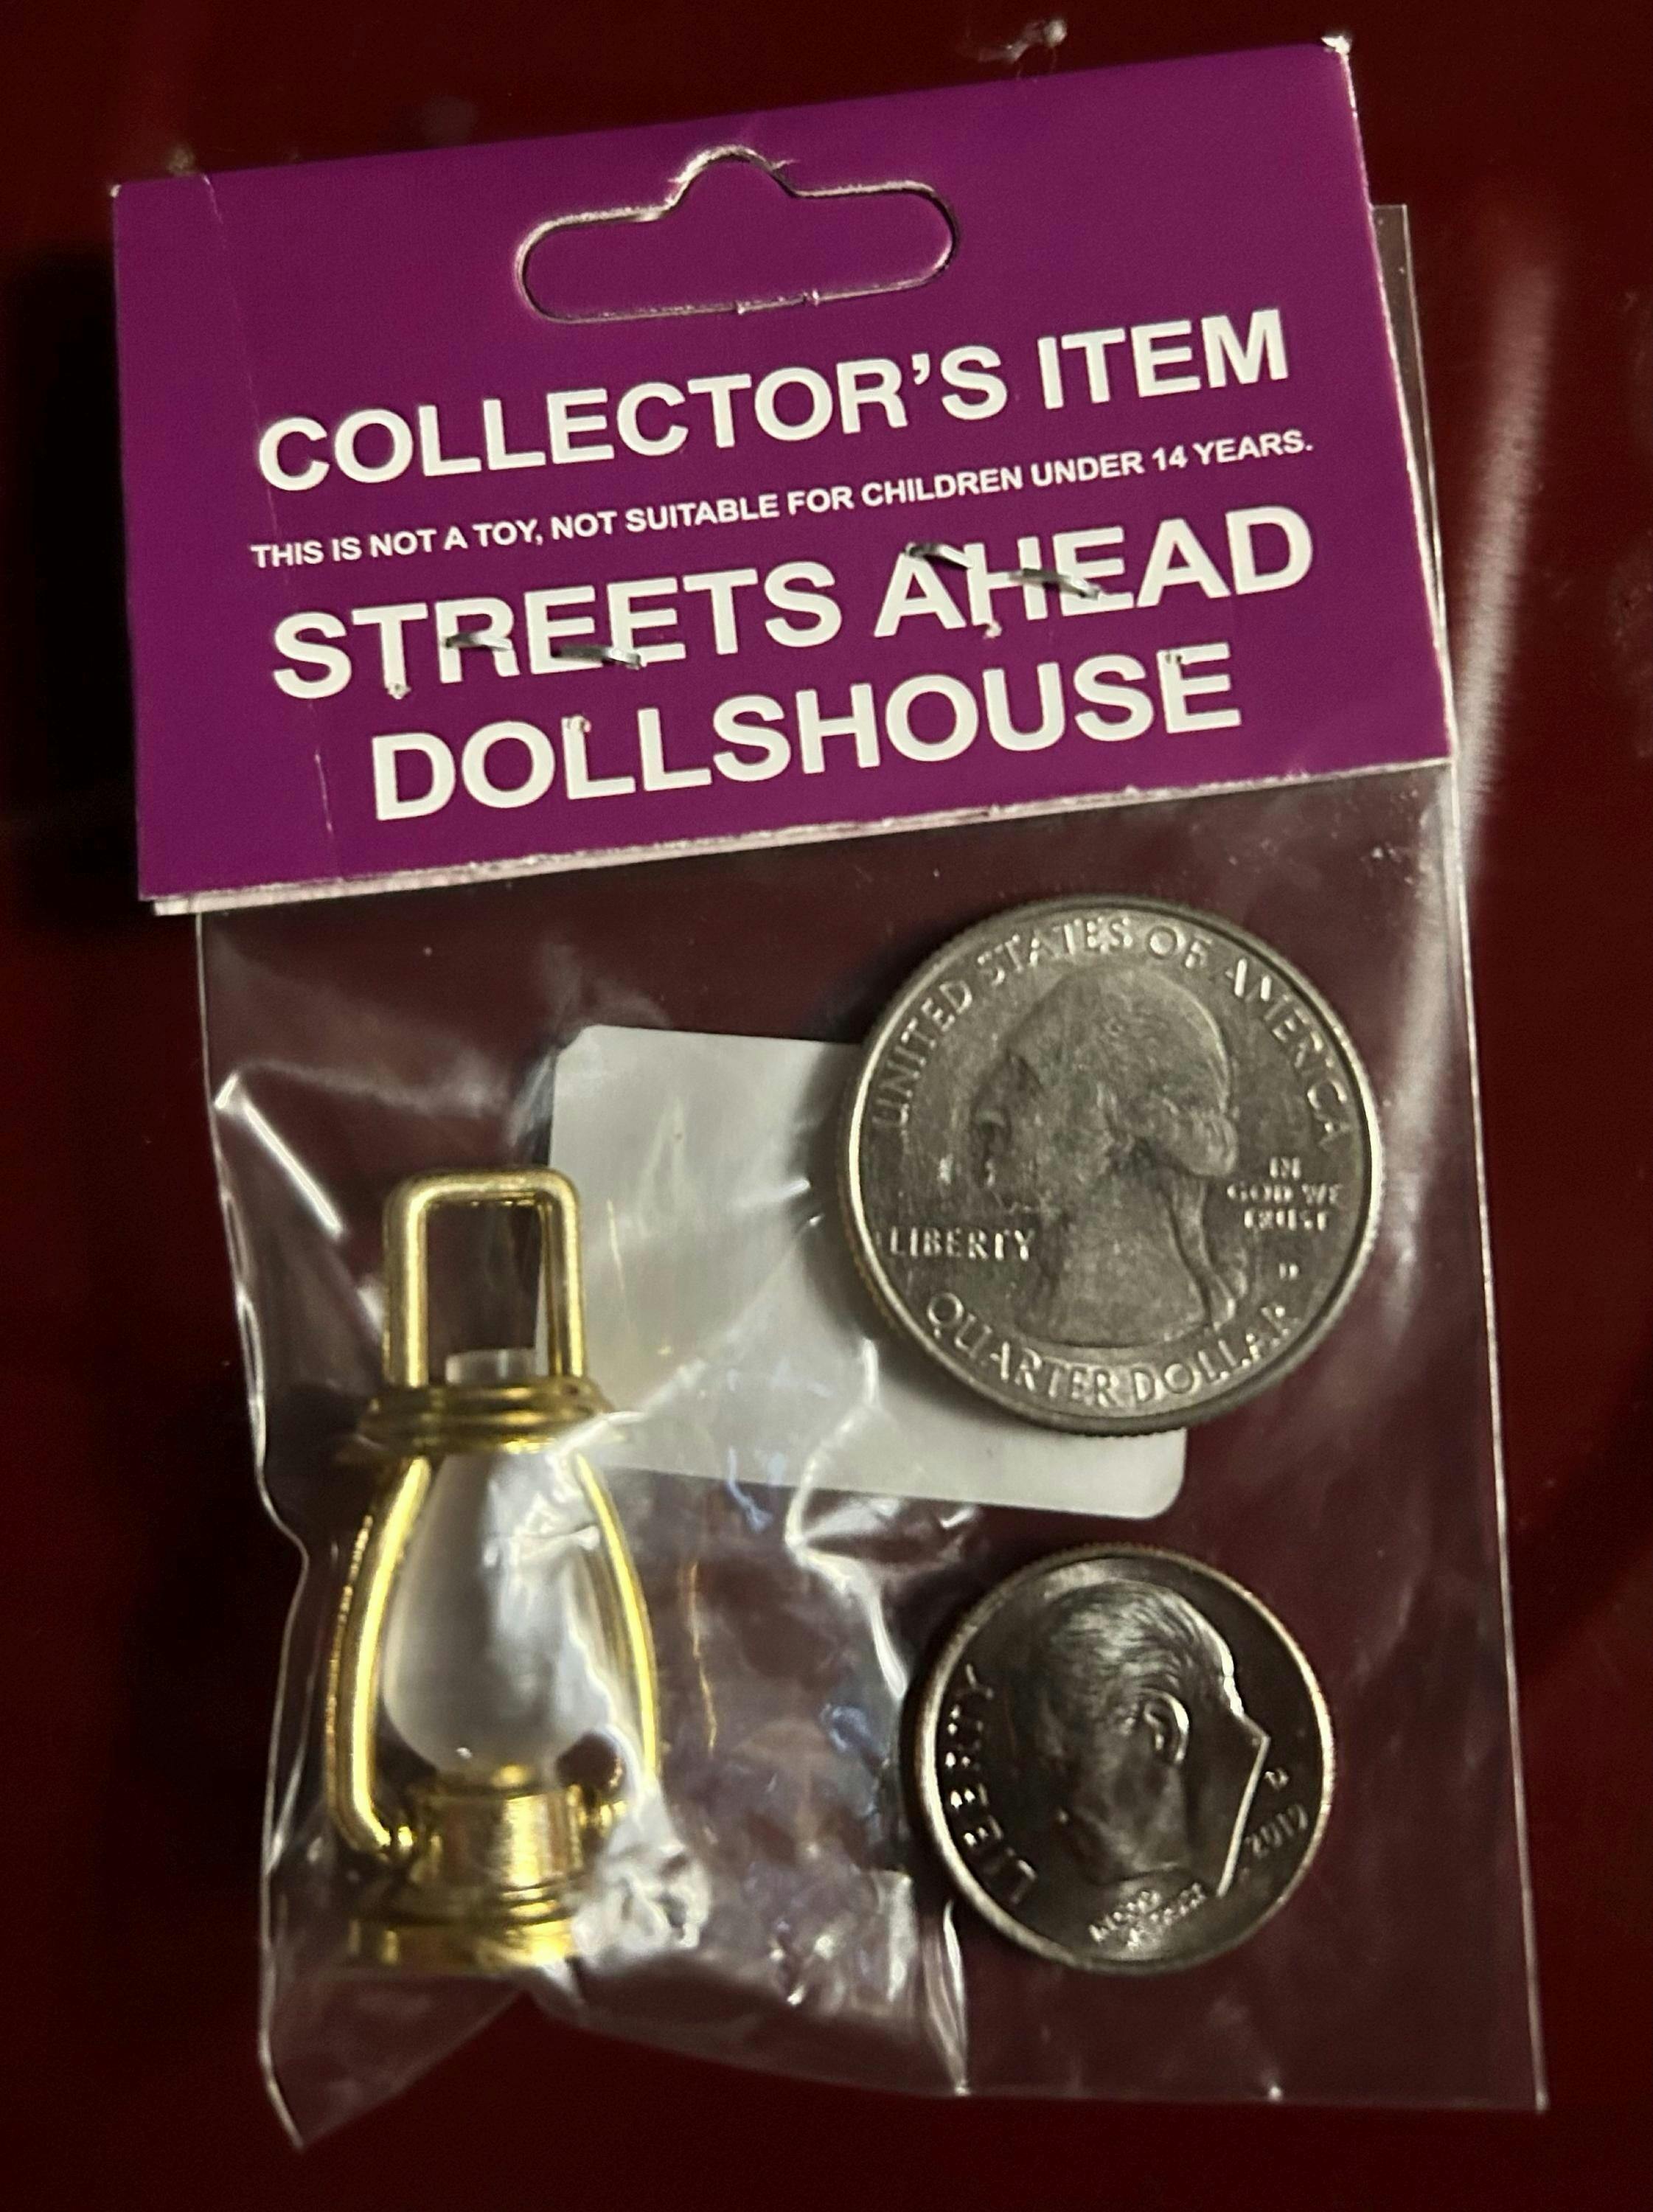 COLLECTOR'S ITEM
THIS IS NOT A TOY, NOT SUITABLE FOR CHILDREN UNDER 14 YEARS.
STREETS AHEAD
DOLLSHOUSE
UNITED STATES OF AMERICA
IN
GOD WE
TRUST
LIBERTY
D
QUARTER DOLLAR
LIBERTY
2019